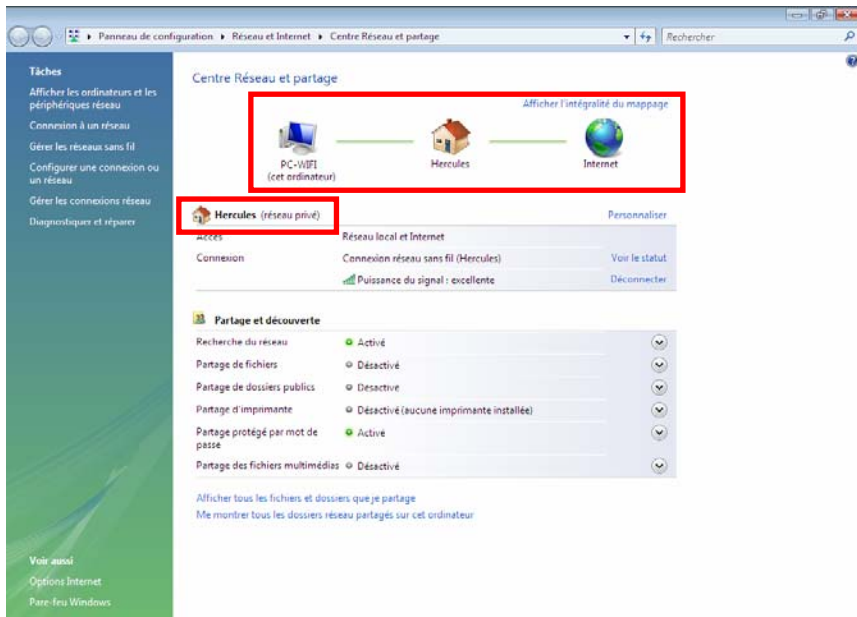 Panneau de configuration ▸ Réseau et Internet ▸ Centre Réseau et partage
Rechercher
Tâches
Afficher les ordinateurs et les
périphériques réseau
Connexion à un réseau
Gérer les réseaux sans fil
Configurer une connexion ou
un réseau
Gérer les connexions réseau
Diagnostiquer et réparer
Voir aussi
Options Internet
Pare-feu Windows
Centre Réseau et partage
Afficher l'intégralité du mappage
PC-WIFI
(cet ordinateur)
Hercules
Internet
Hercules (réseau privé)
Personnaliser
Accès
Réseau local et Internet
Connexion
Connexion réseau sans fil (Hercules)
Voir le statut
Puissance du signal : excellente
Déconnecter
Partage et découverte
Recherche du réseau
Activé
Partage de fichiers
Désactivé
Partage de dossiers publics
Désactivé
Partage d'imprimante
Désactivé (aucune imprimante installée)
Partage protégé par mot de
passe
Activé
Partage des fichiers multimédias
Désactivé
Afficher tous les fichiers et dossiers que je partage
Me montrer tous les dossiers réseau partagés sur cet ordinateur